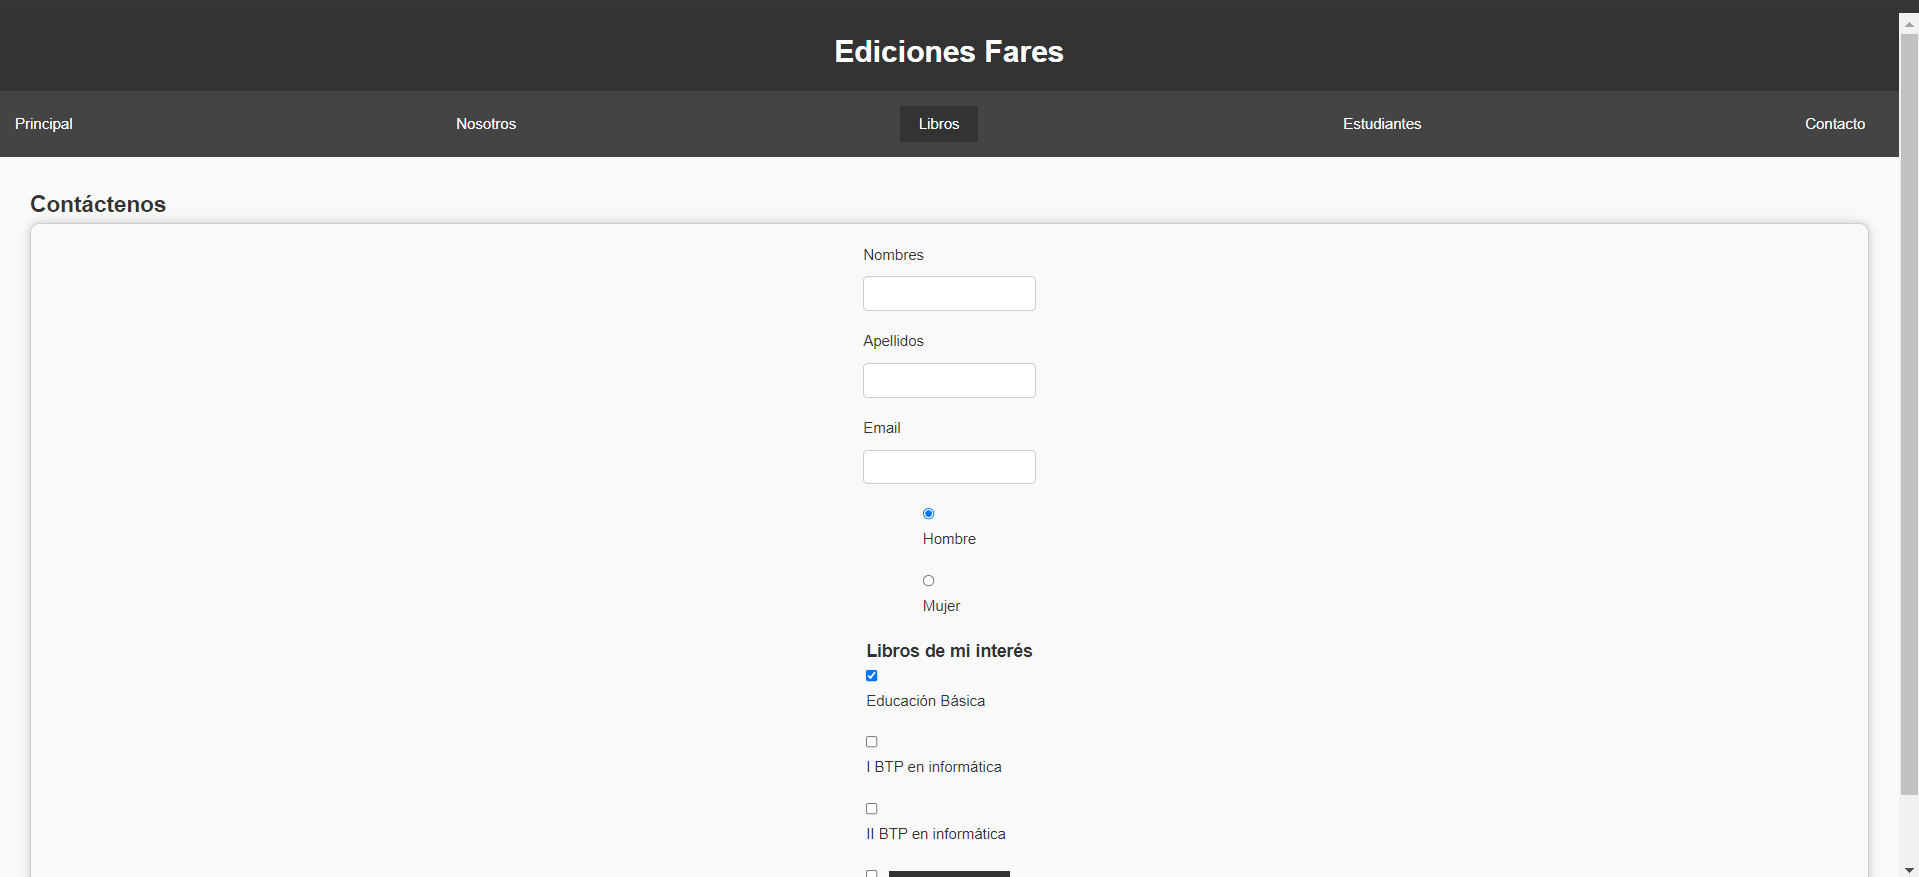 Ediciones Fares
Principal Nosotros Libros Estudiantes Contacto
Contáctenos
Nombres
Apellidos
Email
Hombre
Mujer
Libros de mi interés
Educación Básica
I BTP en informática
II BTP en informática